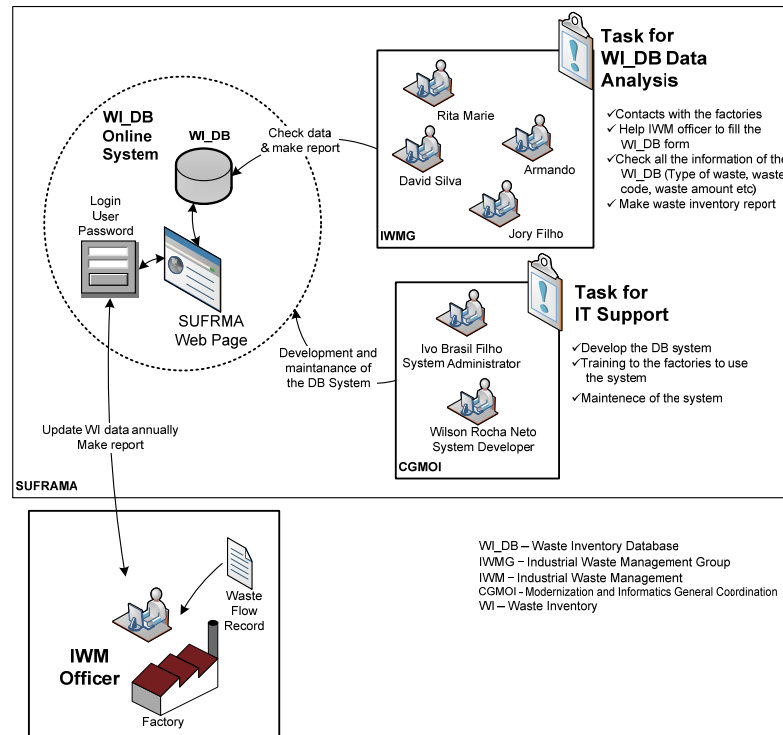 Task for
WI_DB Data
Analysis
✓Contacts with the factories
✓ Help IWM officer to fill the
WI_DB form
✓Check all the information of the
WI_DB (Type of waste, waste
code, waste amount etc)
✓ Make waste inventory report
WI_DB
Online
System
WI_DB
Check data
& make report
Rita Marie
David Silva
Armando
Jory Filho
IWMG
Login
User
Password
SUFRMA
Web Page
Development and
maintanance of
the DB System
Task for
IT Support
✓Develop the DB system
✓Training to the factories to use
the system
✓Maintenece of the system
Ivo Brasil Filho
System Administrator
Wilson Rocha Neto
System Developer
CGMOI
Update WI data annually
Make report
SUFRAMA
Waste
Flow
Record
IWM
Officer
Factory
WI_DB – Waste Inventory Database
IWMG – Industrial Waste Management Group
IWM – Industrial Waste Management
CGMOI - Modernization and Informatics General Coordination
WI – Waste Inventory